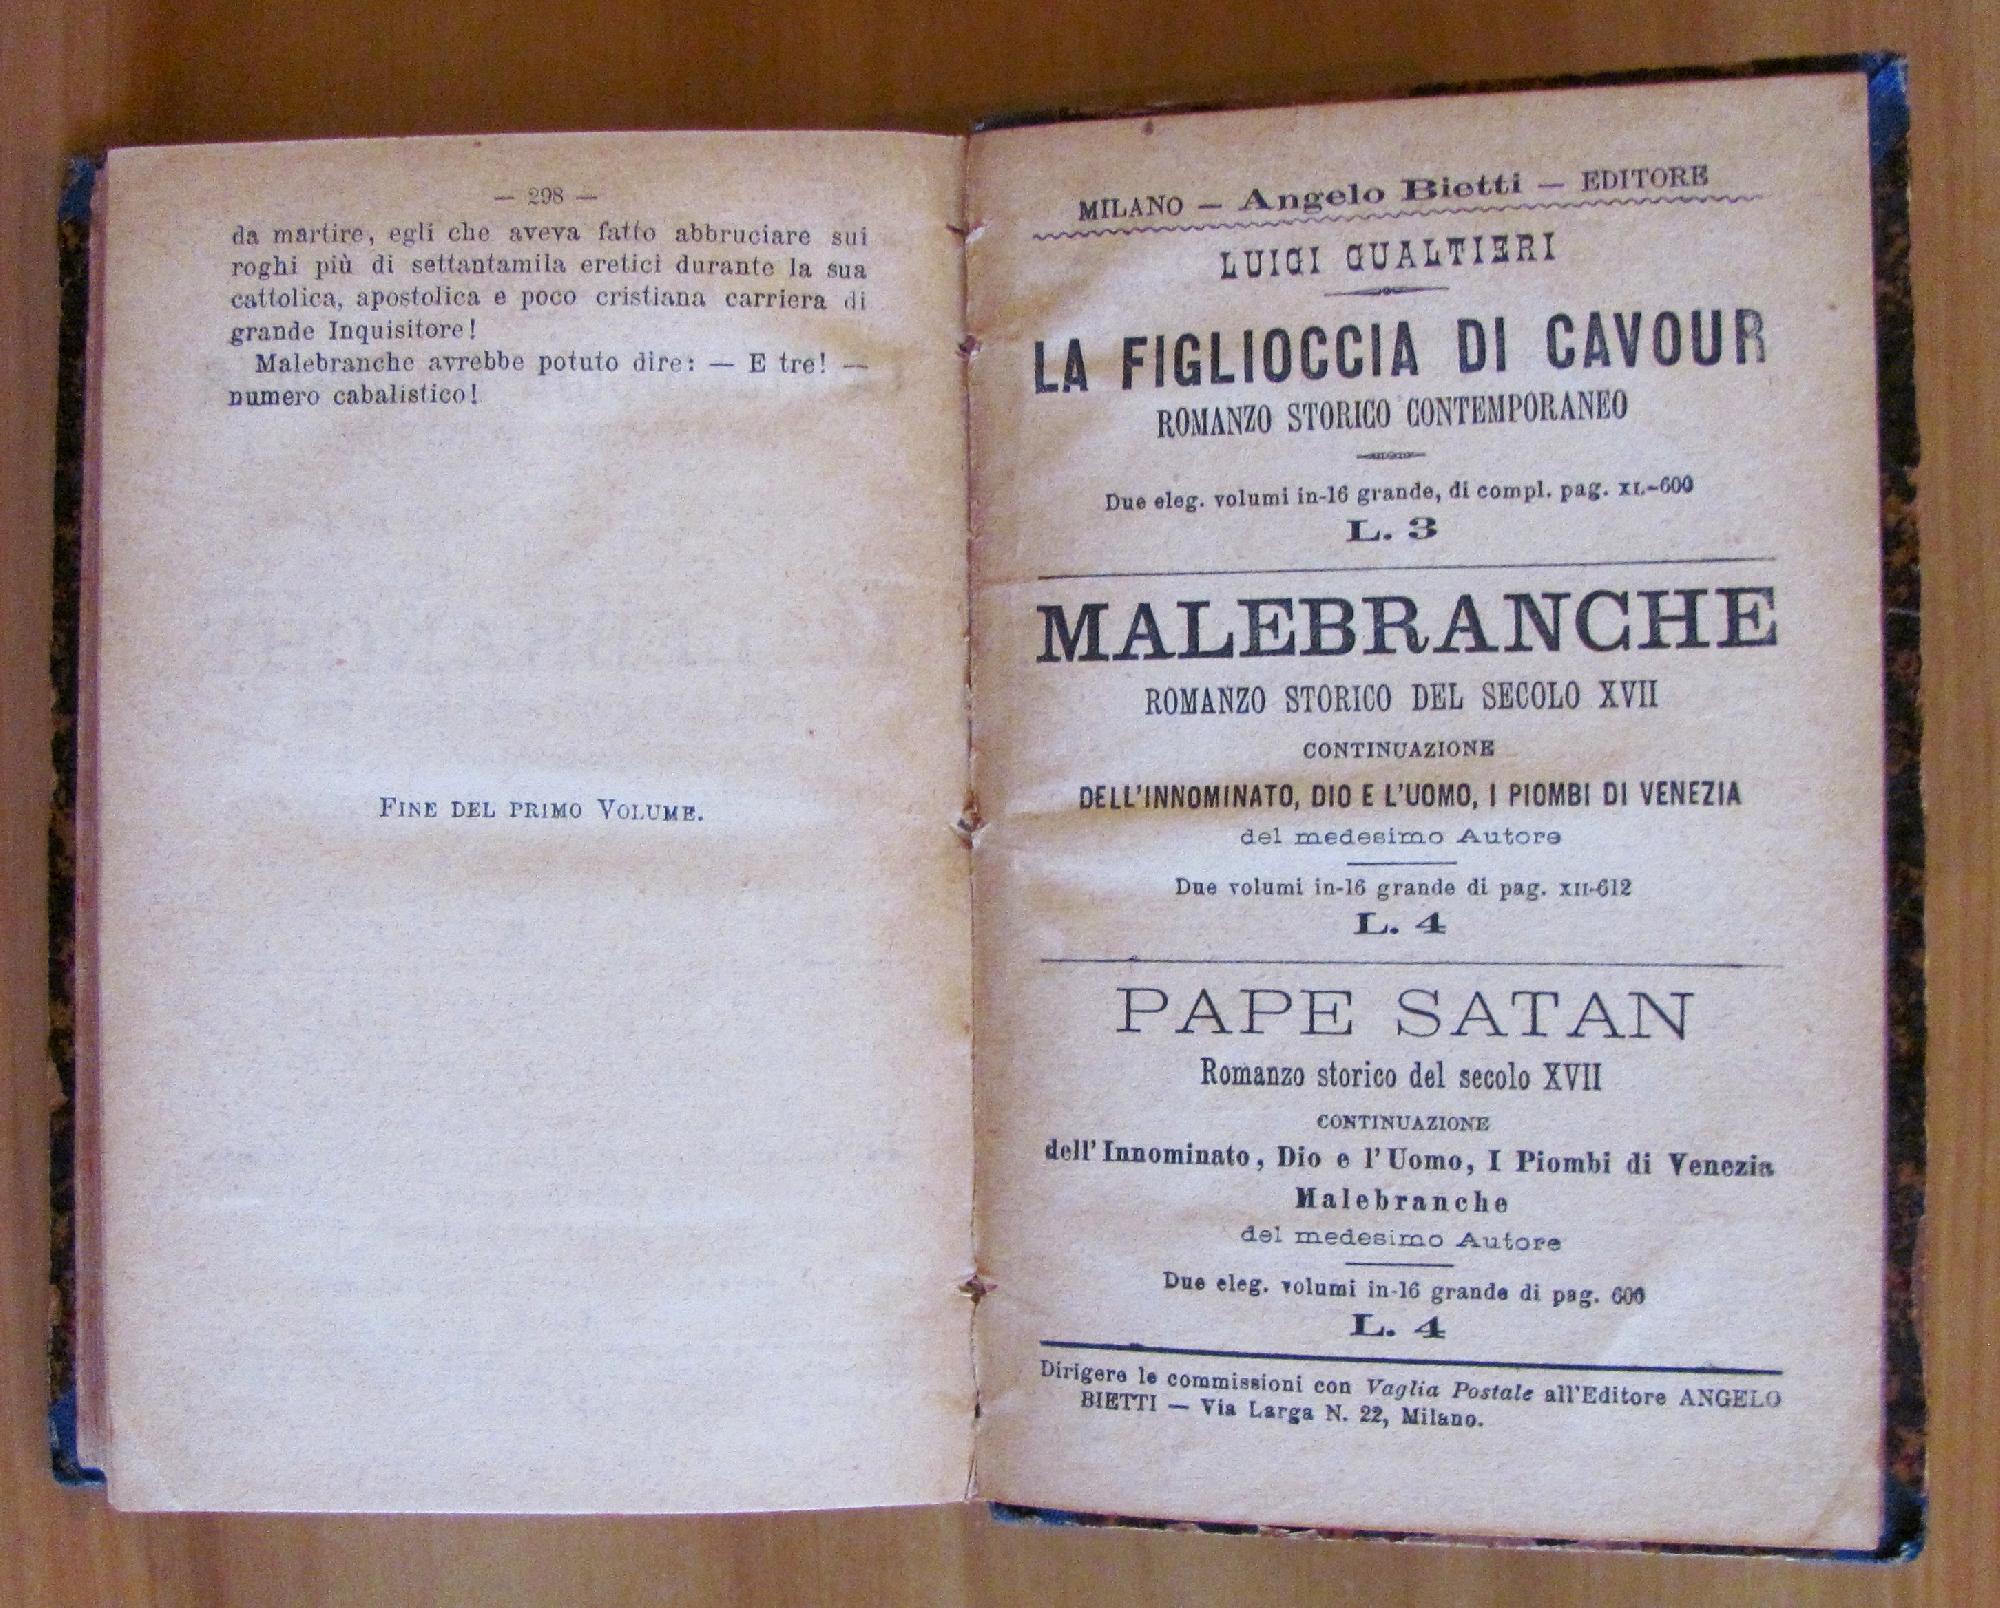 — 298 —
da martire, egli che aveva fatto abbruciare sui
roghi più di settantamila eretici durante la sua
cattolica, apostolica e poco cristiana carriera di
grande Inquisitore!
Malebranche avrebbe potuto dire: — E tre! —
numero cabalistico!
FINE DEL PRIMO VOLUME.
MILANO — Angelo Bietti — EDITORE
LUIGI GUALTIERI
LA FIGLIOCCIA DI CAVOUR
ROMANZO STORICO CONTEMPORANEO
Due eleg. volumi in-16 grande, di compl. pag. XL-600
L. 3
MALEBRANCHE
ROMANZO STORICO DEL SECOLO XVII
CONTINUAZIONE
DELL'INNOMINATO, DIO E L'UOMO, I PIOMBI DI VENEZIA
del medesimo Autore
Due volumi in-16 grande di pag. XII-612
L. 4
PAPE SATAN
Romanzo storico del secolo XVII
CONTINUAZIONE
dell'Innominato, Dio e l'Uomo, I Piombi di Venezia
Malebranche
del medesimo Autore
Due eleg. volumi in-16 grande di pag. 600
L. 4
Dirigere le commissioni con Vaglia Postale all'Editore ANGELO
BIETTI — Via Larga N. 22, Milano.